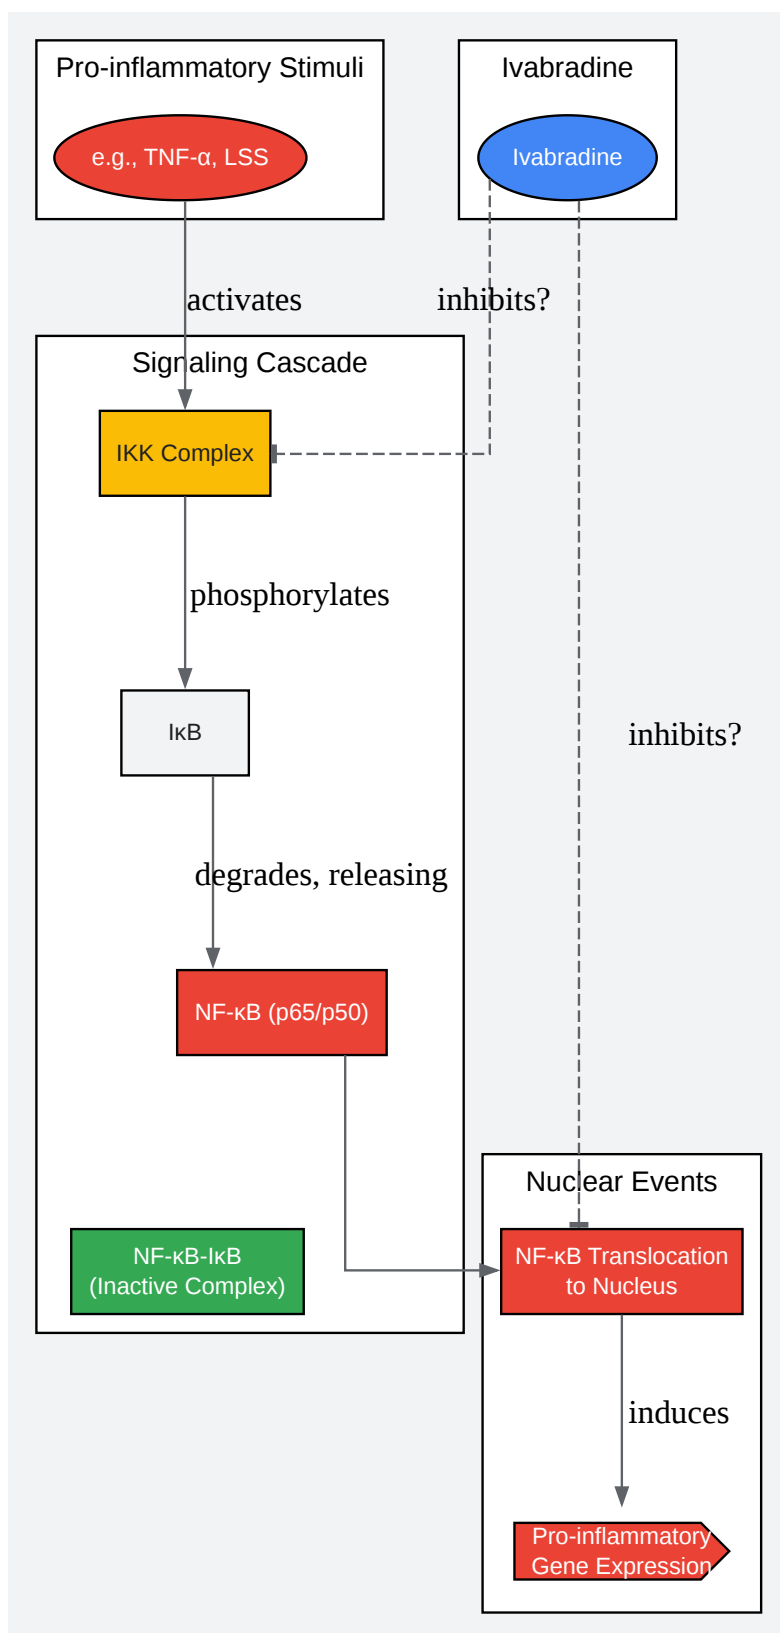 Pro-inflammatory Stimuli
Ivabradine
e.g., TNF-α, LSS
Ivabradine
activates
inhibits?
Signaling Cascade
IKK Complex
phosphorylates
IκB
inhibits?
degrades, releasing
NF-κB (p65/p50)
Nuclear Events
NF-κB-IκB
(Inactive Complex)
NF-κB Translocation
to Nucleus
induces
Pro-inflammatory
Gene Expression